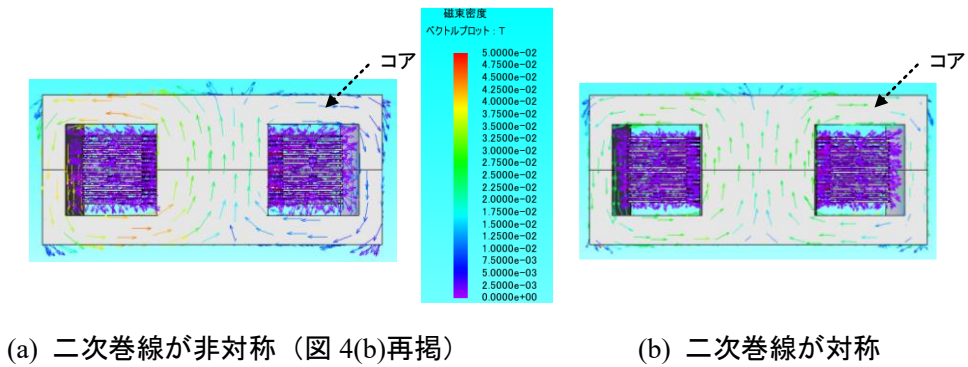 磁束密度
ベクトルプロット : T
5.0000e-02
4.7500e-02
4.5000e-02
4.2500e-02
4.0000e-02
3.7500e-02
3.5000e-02
3.2500e-02
3.0000e-02
2.7500e-02
2.5000e-02
2.2500e-02
2.0000e-02
1.7500e-02
1.5000e-02
1.2500e-02
1.0000e-02
7.5000e-03
5.0000e-03
2.5000e-03
0.0000e+00
コア
コア
(a) 二次巻線が非対称（図 4(b)再掲）
(b) 二次巻線が対称